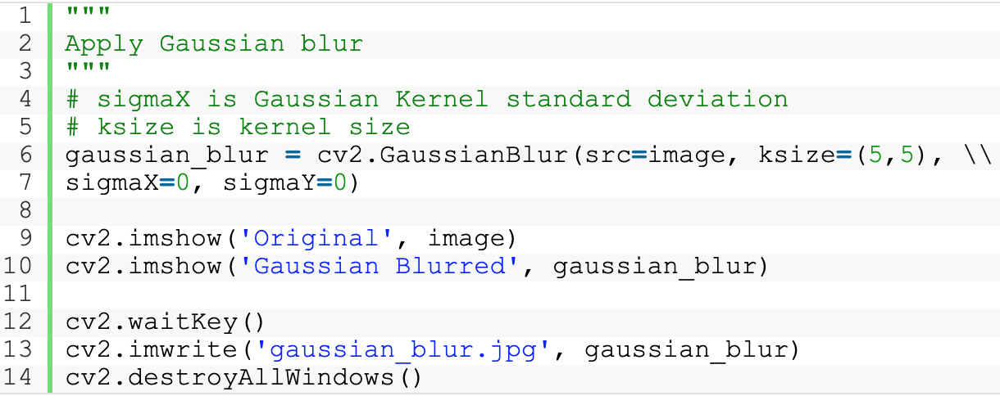 1 """
2 Apply Gaussian blur
3 """
4 # sigmaX is Gaussian Kernel standard deviation
5 # ksize is kernel size
6 gaussian_blur = cv2.GaussianBlur(src=image, ksize=(5,5), \\
7 sigmaX=0, sigmaY=0)
8
9 cv2.imshow('Original', image)
10 cv2.imshow('Gaussian Blurred', gaussian_blur)
11
12 cv2.waitKey()
13 cv2.imwrite('gaussian_blur.jpg', gaussian_blur)
14 cv2.destroyAllWindows()